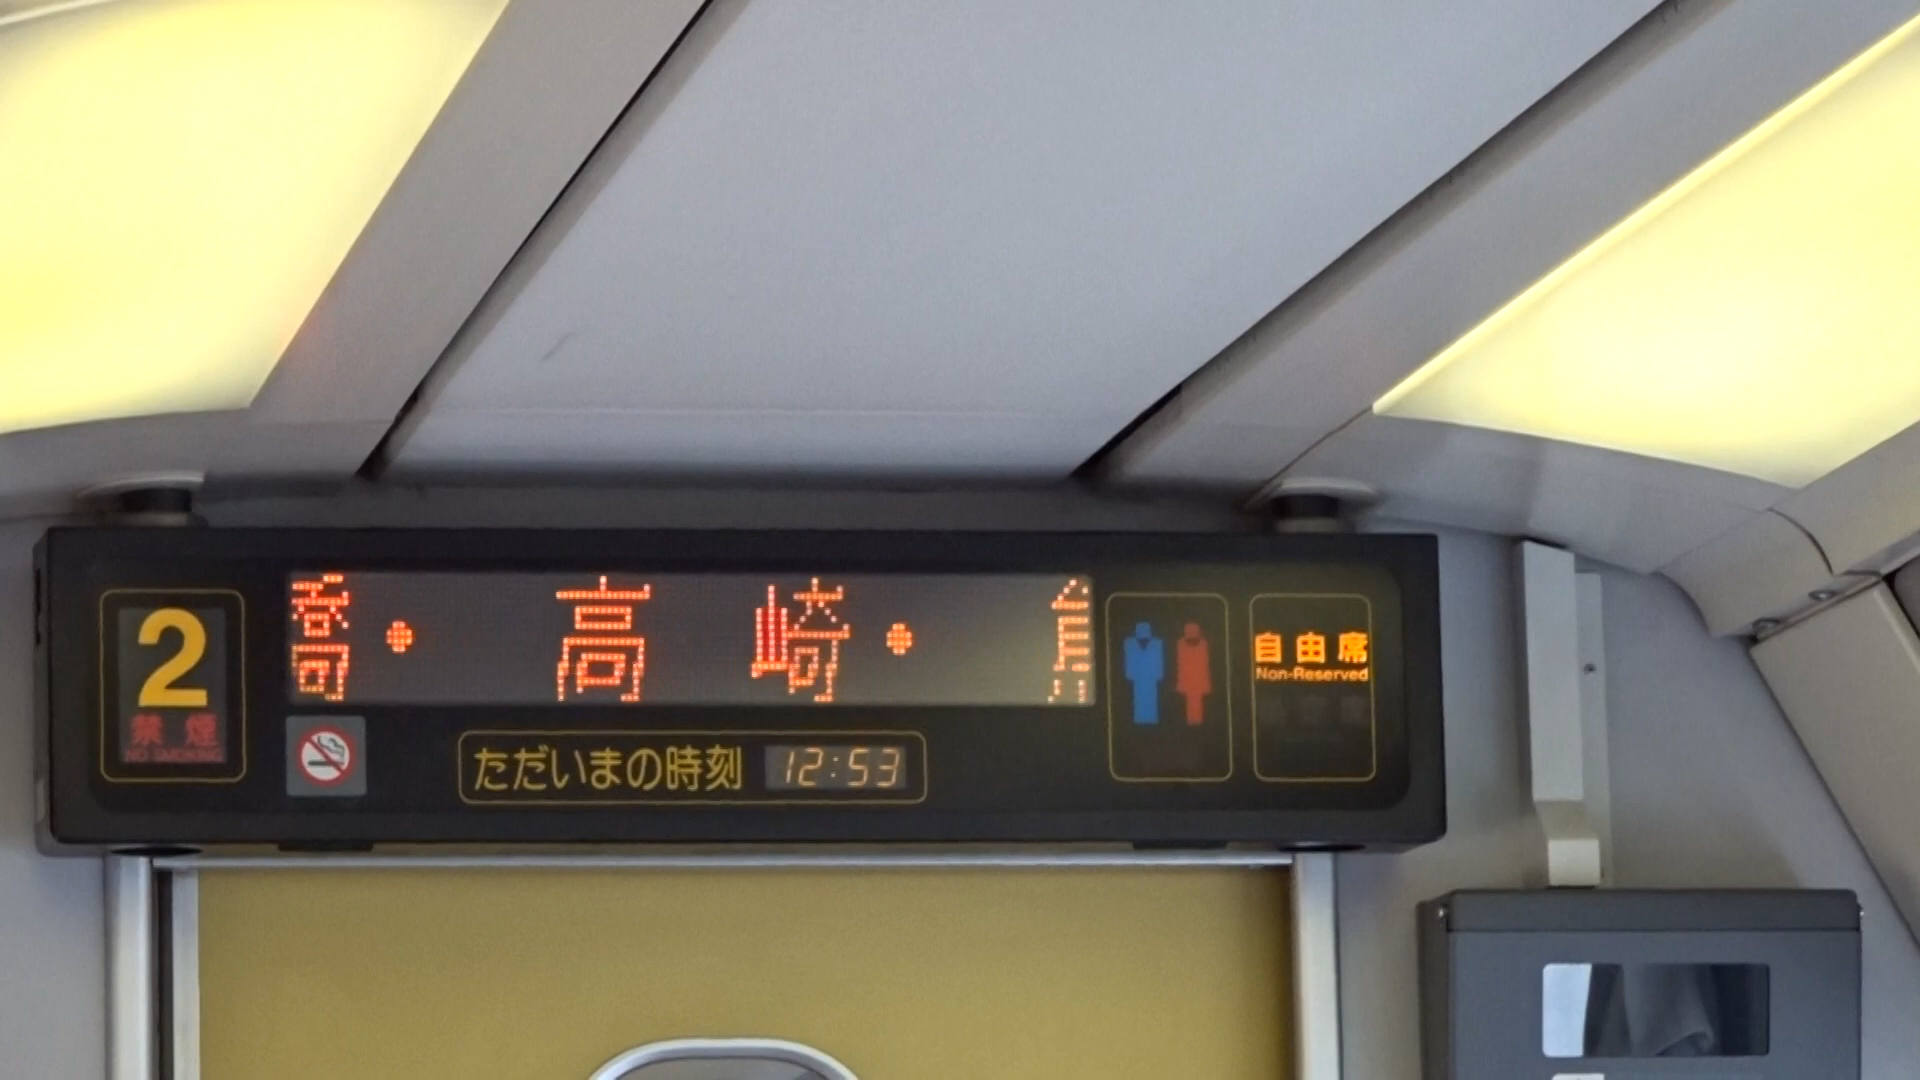 2
禁煙
NO SMOKING
・高崎・
ただいまの時刻 12:53
自由席
Non-Reserved